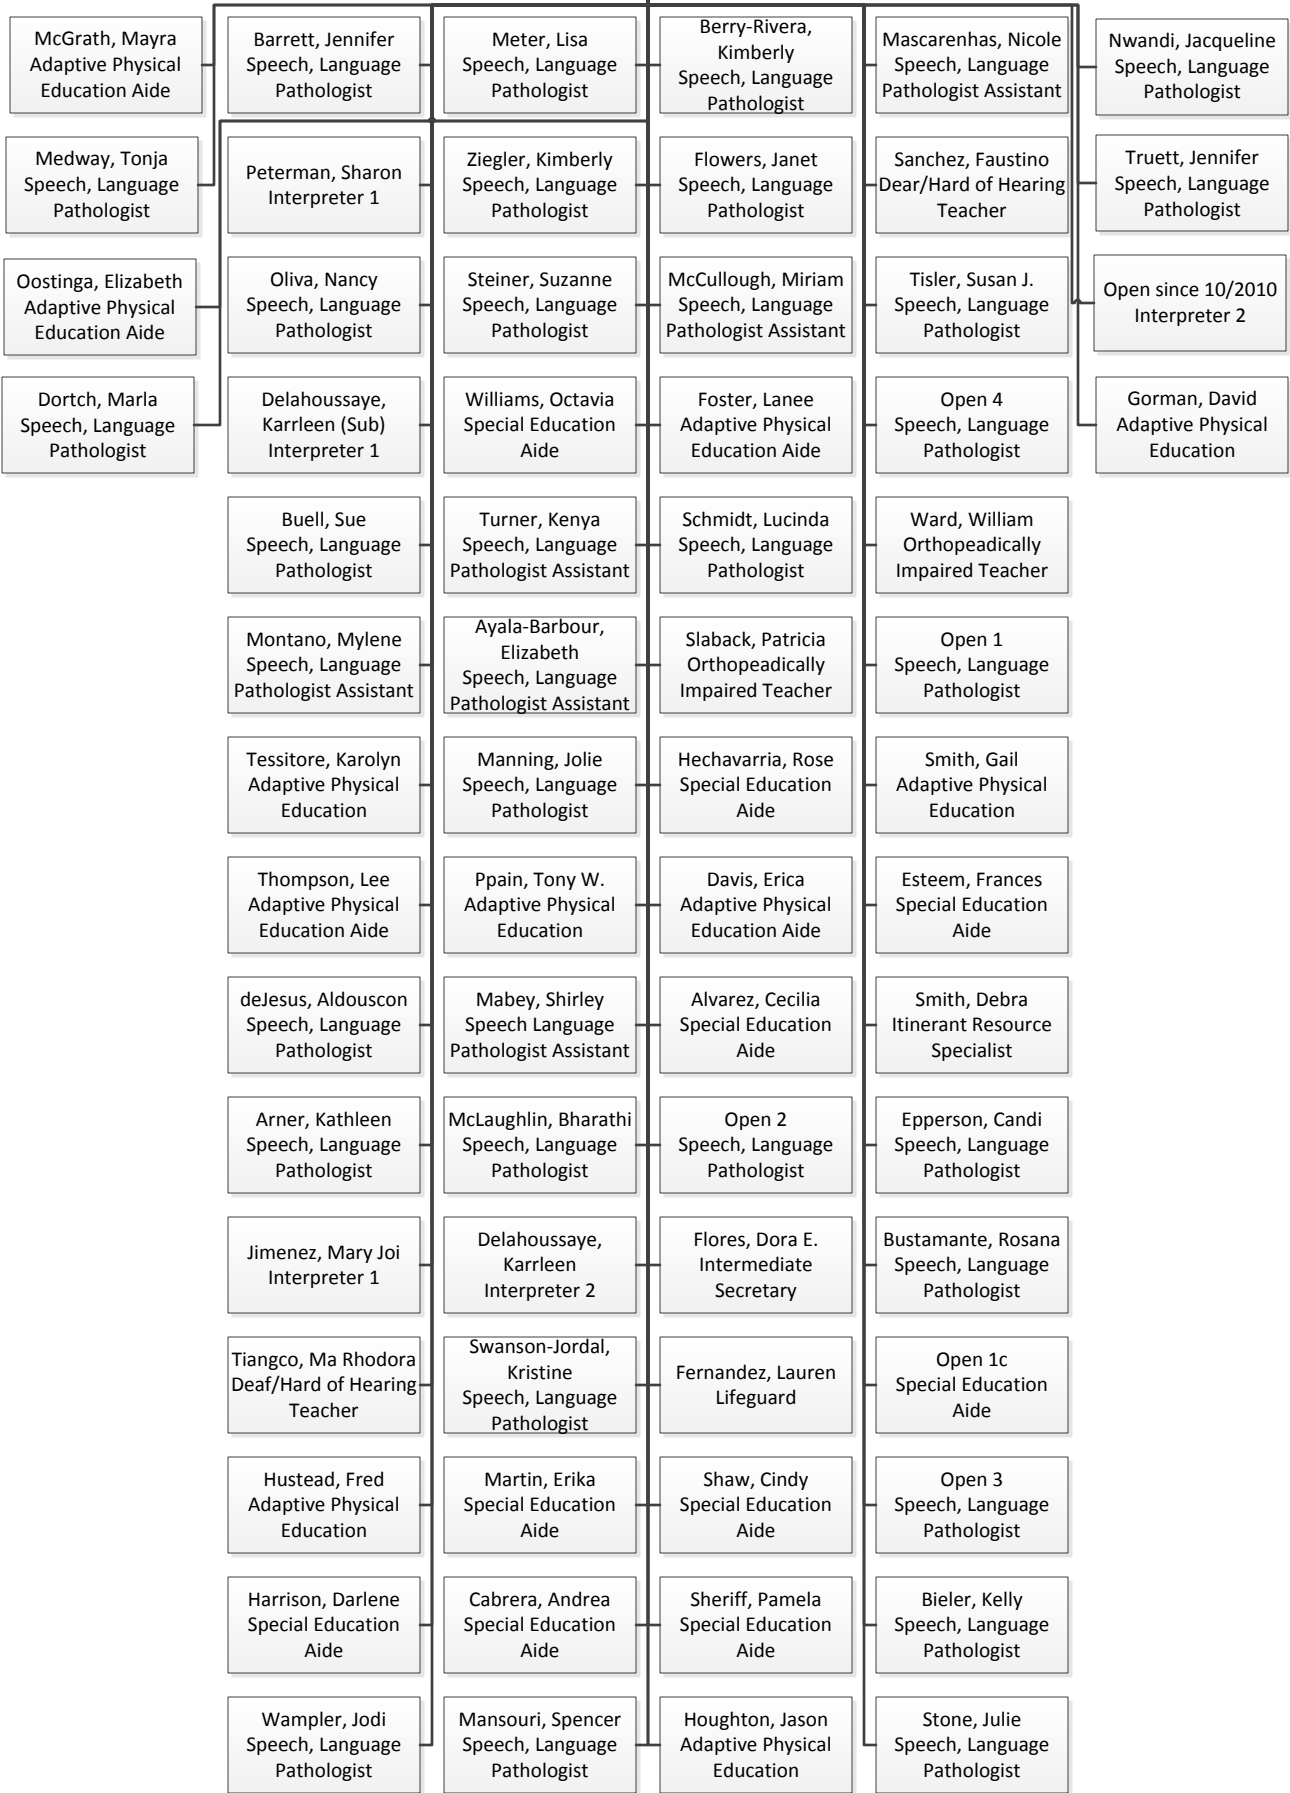 McGrath, Mayra
Adaptive Physical
Education Aide
Barrett, Jennifer
Speech, Language
Pathologist
Meter, Lisa
Speech, Language
Pathologist
Berry-Rivera,
Kimberly
Speech, Language
Pathologist
Mascarenhas, Nicole
Speech, Language
Pathologist Assistant
Nwandi, Jacqueline
Speech, Language
Pathologist
Medway, Tonja
Speech, Language
Pathologist
Peterman, Sharon
Interpreter 1
Ziegler, Kimberly
Speech, Language
Pathologist
Flowers, Janet
Speech, Language
Pathologist
Sanchez, Faustino
Dear/Hard of Hearing
Teacher
Truett, Jennifer
Speech, Language
Pathologist
Oostinga, Elizabeth
Adaptive Physical
Education Aide
Oliva, Nancy
Speech, Language
Pathologist
Steiner, Suzanne
Speech, Language
Pathologist
McCullough, Miriam
Speech, Language
Pathologist Assistant
Tisler, Susan J.
Speech, Language
Pathologist
Open since 10/2010
Interpreter 2
Dortch, Marla
Speech, Language
Pathologist
Delahoussaye,
Karrleen (Sub)
Interpreter 1
Williams, Octavia
Special Education
Aide
Foster, Lanee
Adaptive Physical
Education Aide
Open 4
Speech, Language
Pathologist
Gorman, David
Adaptive Physical
Education
Buell, Sue
Speech, Language
Pathologist
Turner, Kenya
Speech, Language
Pathologist Assistant
Schmidt, Lucinda
Speech, Language
Pathologist
Ward, William
Orthopeadically
Impaired Teacher
Montano, Mylene
Speech, Language
Pathologist Assistant
Ayala-Barbour,
Elizabeth
Speech, Language
Pathologist Assistant
Slaback, Patricia
Orthopeadically
Impaired Teacher
Open 1
Speech, Language
Pathologist
Tessitore, Karolyn
Adaptive Physical
Education
Manning, Jolie
Speech, Language
Pathologist
Hechavarria, Rose
Special Education
Aide
Smith, Gail
Adaptive Physical
Education
Thompson, Lee
Adaptive Physical
Education Aide
Ppain, Tony W.
Adaptive Physical
Education
Davis, Erica
Adaptive Physical
Education Aide
Esteem, Frances
Special Education
Aide
deJesus, Aldouscon
Speech, Language
Pathologist
Mabey, Shirley
Speech Language
Pathologist Assistant
Alvarez, Cecilia
Special Education
Aide
Smith, Debra
Itinerant Resource
Specialist
Arner, Kathleen
Speech, Language
Pathologist
McLaughlin, Bharathi
Speech, Language
Pathologist
Open 2
Speech, Language
Pathologist
Epperson, Candi
Speech, Language
Pathologist
Jimenez, Mary Joi
Interpreter 1
Delahoussaye,
Karrleen
Interpreter 2
Flores, Dora E.
Intermediate
Secretary
Bustamante, Rosana
Speech, Language
Pathologist
Tiangco, Ma Rhodora
Deaf/Hard of Hearing
Teacher
Swanson-Jordal,
Kristine
Speech, Language
Pathologist
Fernandez, Lauren
Lifeguard
Open 1c
Special Education
Aide
Hustead, Fred
Adaptive Physical
Education
Martin, Erika
Special Education
Aide
Shaw, Cindy
Special Education
Aide
Open 3
Speech, Language
Pathologist
Harrison, Darlene
Special Education
Aide
Cabrera, Andrea
Special Education
Aide
Sheriff, Pamela
Special Education
Aide
Bieler, Kelly
Speech, Language
Pathologist
Wampler, Jodi
Speech, Language
Pathologist
Mansouri, Spencer
Speech, Language
Pathologist
Houghton, Jason
Adaptive Physical
Education
Stone, Julie
Speech, Language
Pathologist